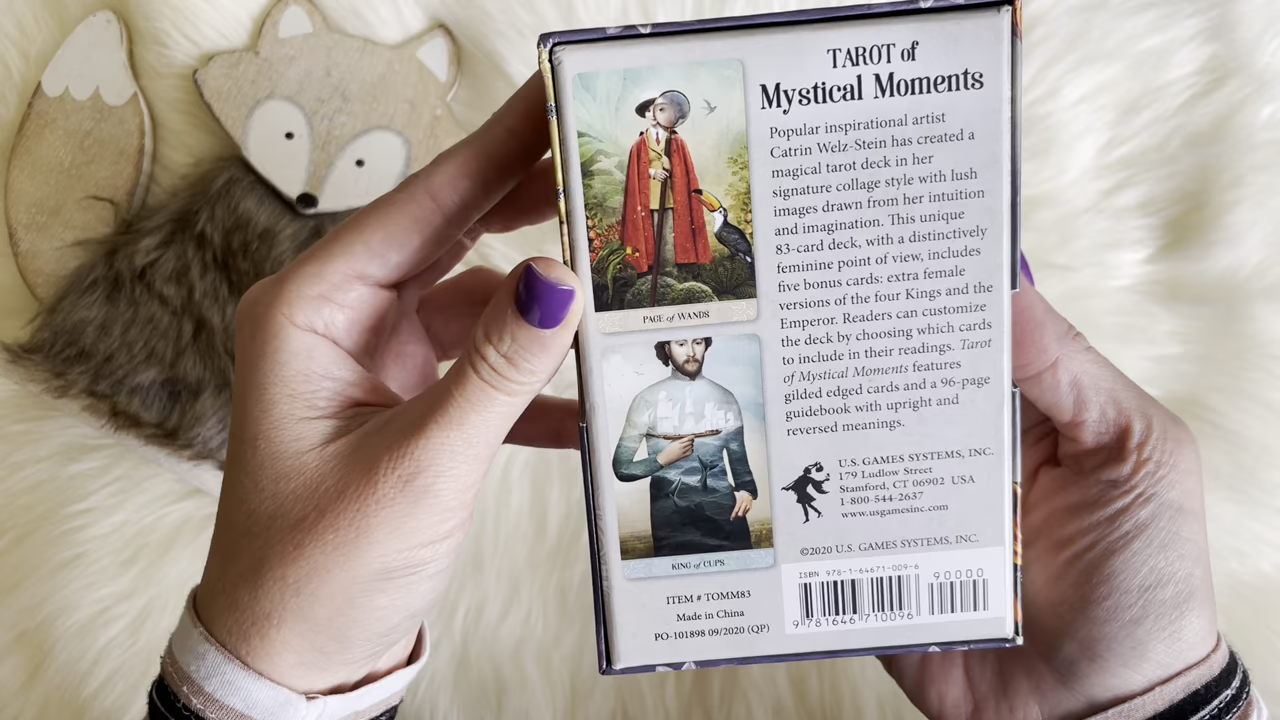 TAROT of
Mystical Moments
Popular inspirational artist
Catrin Welz-Stein has created a
magical tarot deck in her
signature collage style with lush
images drawn from her intuition
and imagination. This unique
83-card deck, with a distinctively
feminine point of view, includes
five bonus cards: extra female
versions of the four Kings and the
Emperor. Readers can customize
the deck by choosing which cards
to include in their readings. Tarot
of Mystical Moments features
gilded edged cards and a 96-page
guidebook with upright and
reversed meanings.
PAGE of WANDS
KING of CUPS
U.S. GAMES SYSTEMS, INC.
179 Ludlow Street
Stamford, CT 06902 USA
1-800-544-2637
www.usgamesinc.com
©2020 U.S. GAMES SYSTEMS, INC.
ISBN 978-1-64671-009-6
90000
9 781646 710096
ITEM # TOMM83
Made in China
PO-101898 09/2020 (QP)